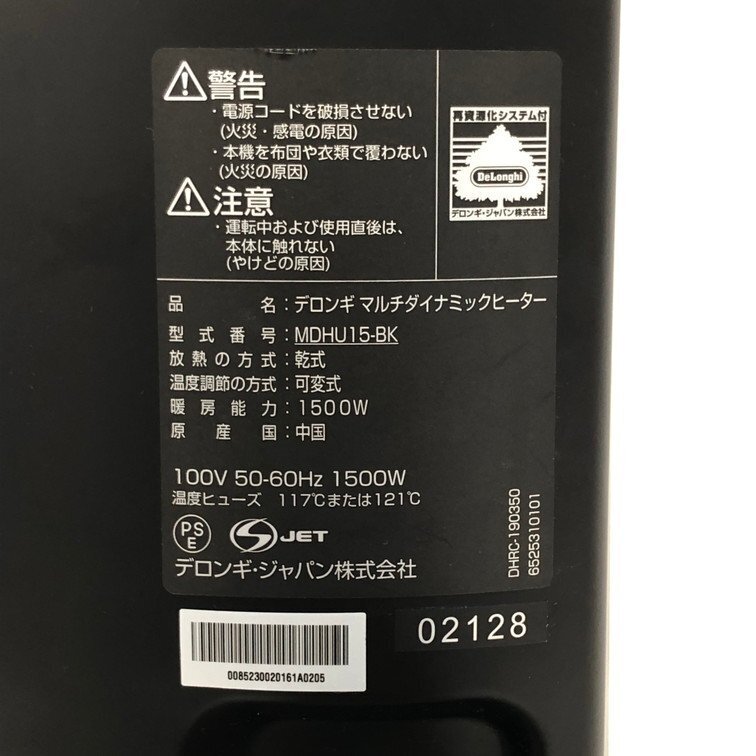 警告
・電源コードを破損させない
(火災・感電の原因)
・本機を布団や衣類で覆わない
(火災の原因)
注意
・運転中および使用直後は、
本体に触れない
(やけどの原因)
再資源化システム付
DeLonghi
デロンギ・ジャパン株式会社
品名：デロンギ マルチダイナミックヒーター
型式番号：MDHU15-BK
放熱の方式：乾式
温度調節の方式：可変式
暖房能力：1500W
原産国：中国
100V 50-60Hz 1500W
温度ヒューズ 117℃または121℃
PS
E
S JET
デロンギ・ジャパン株式会社
DHRC-190350
6525310101
0085230020161A0205
02128